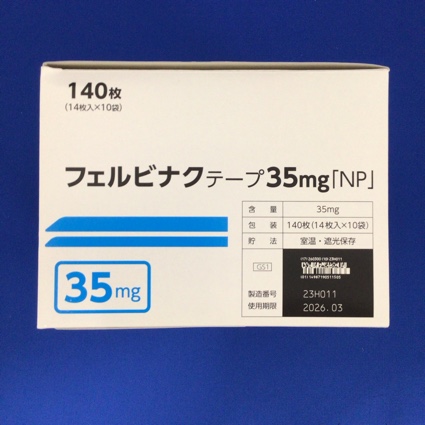 140枚
(14枚入×10袋)
フェルビナクテープ35mg「NP」
含量 35mg
包装 140枚(14枚入×10袋)
貯法 室温・遮光保存
GS1
製造番号 23H011
使用期限 2026.03
35mg